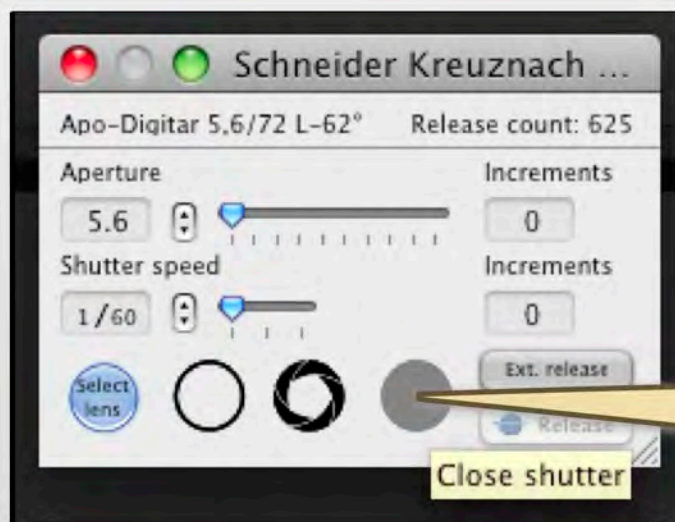 Schneider Kreuznach ...
Apo-Digitar 5,6/72 L-62° Release count: 625
Aperture Increments
5.6 0
Shutter speed Increments
1/60 0
Select
lens
Ext. release
Release
Close shutter